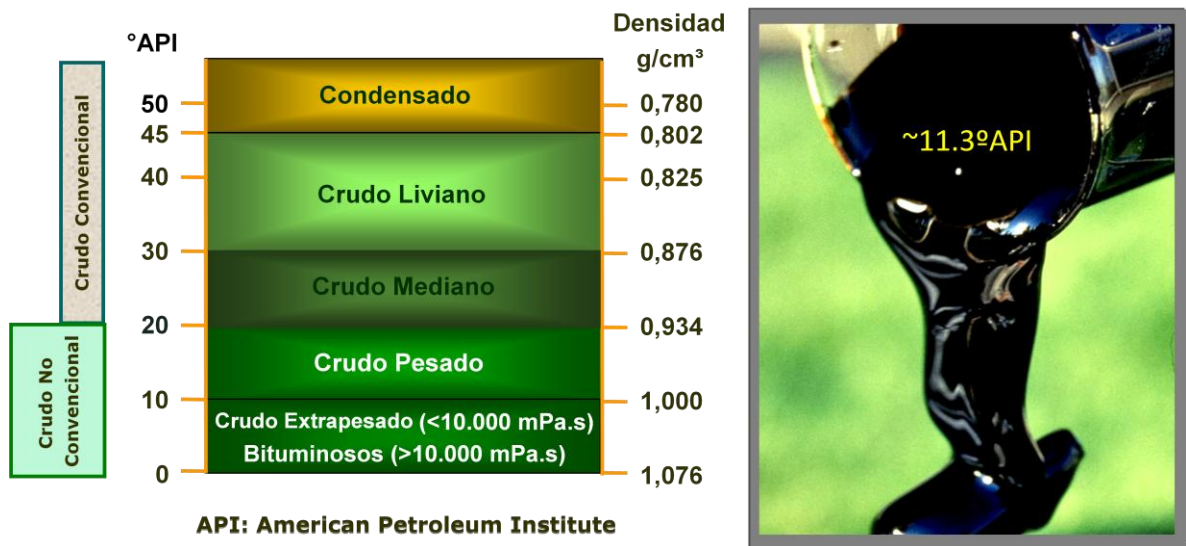 °API
Densidad
g/cm³
Crudo Convencional
Crudo No
Convencional
50
45
40
30
20
10
0
Condensado
Crudo Liviano
Crudo Mediano
Crudo Pesado
Crudo Extrapesado (<10.000 mPa.s)
Bituminosos (>10.000 mPa.s)
0,780
0,802
0,825
0,876
0,934
1,000
1,076
API: American Petroleum Institute
~11.3ºAPI